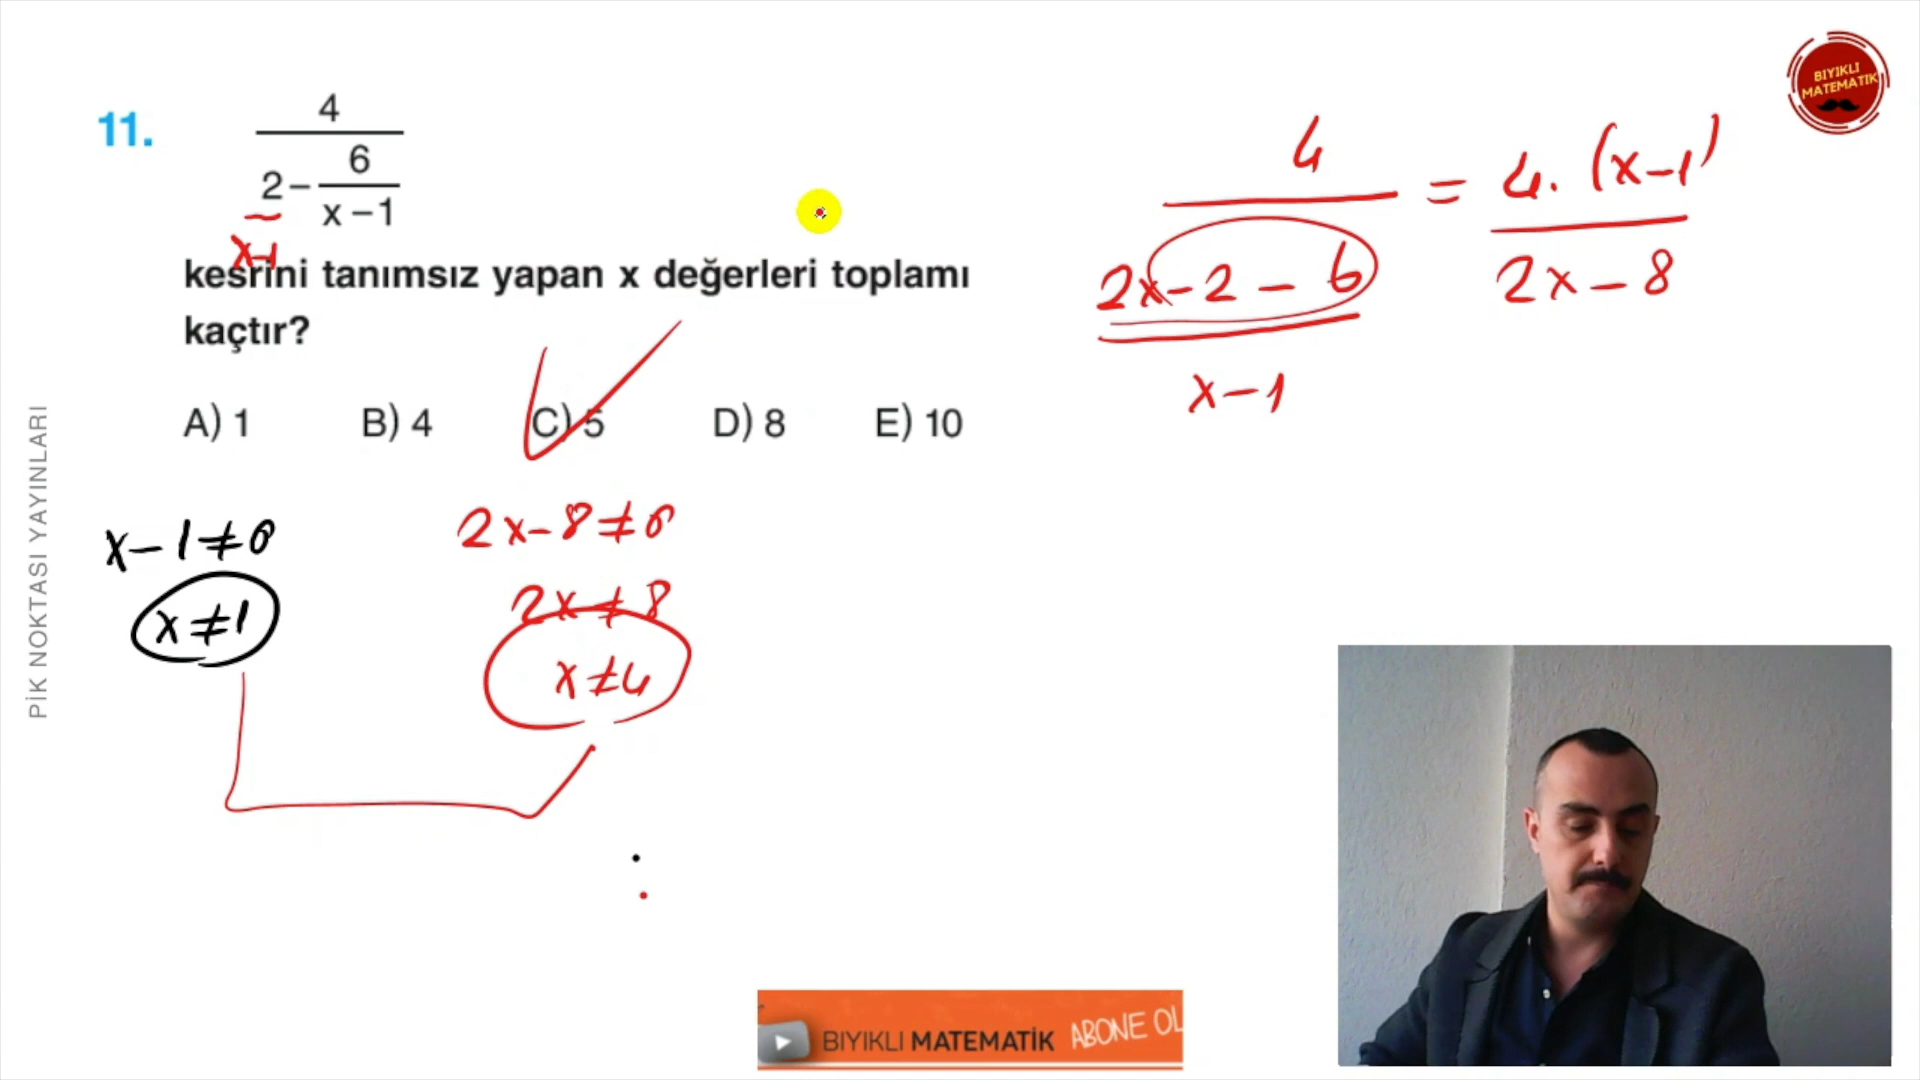 BIYIKLI
MATEMATIK
11.
4
2 - 6
x - 1
x-1
kesrini tanımsız yapan x değerleri toplamı
kaçtır?
A) 1 B) 4 C) 5 D) 8 E) 10
4 = 4. (x-1)
2x-2-6 2x-8
x-1
x-1≠0
x≠1
2x-8≠0
2x≠8
x≠4
PİK NOKTASI YAYINLARI
BIYIKLI MATEMATİK ABONE OL